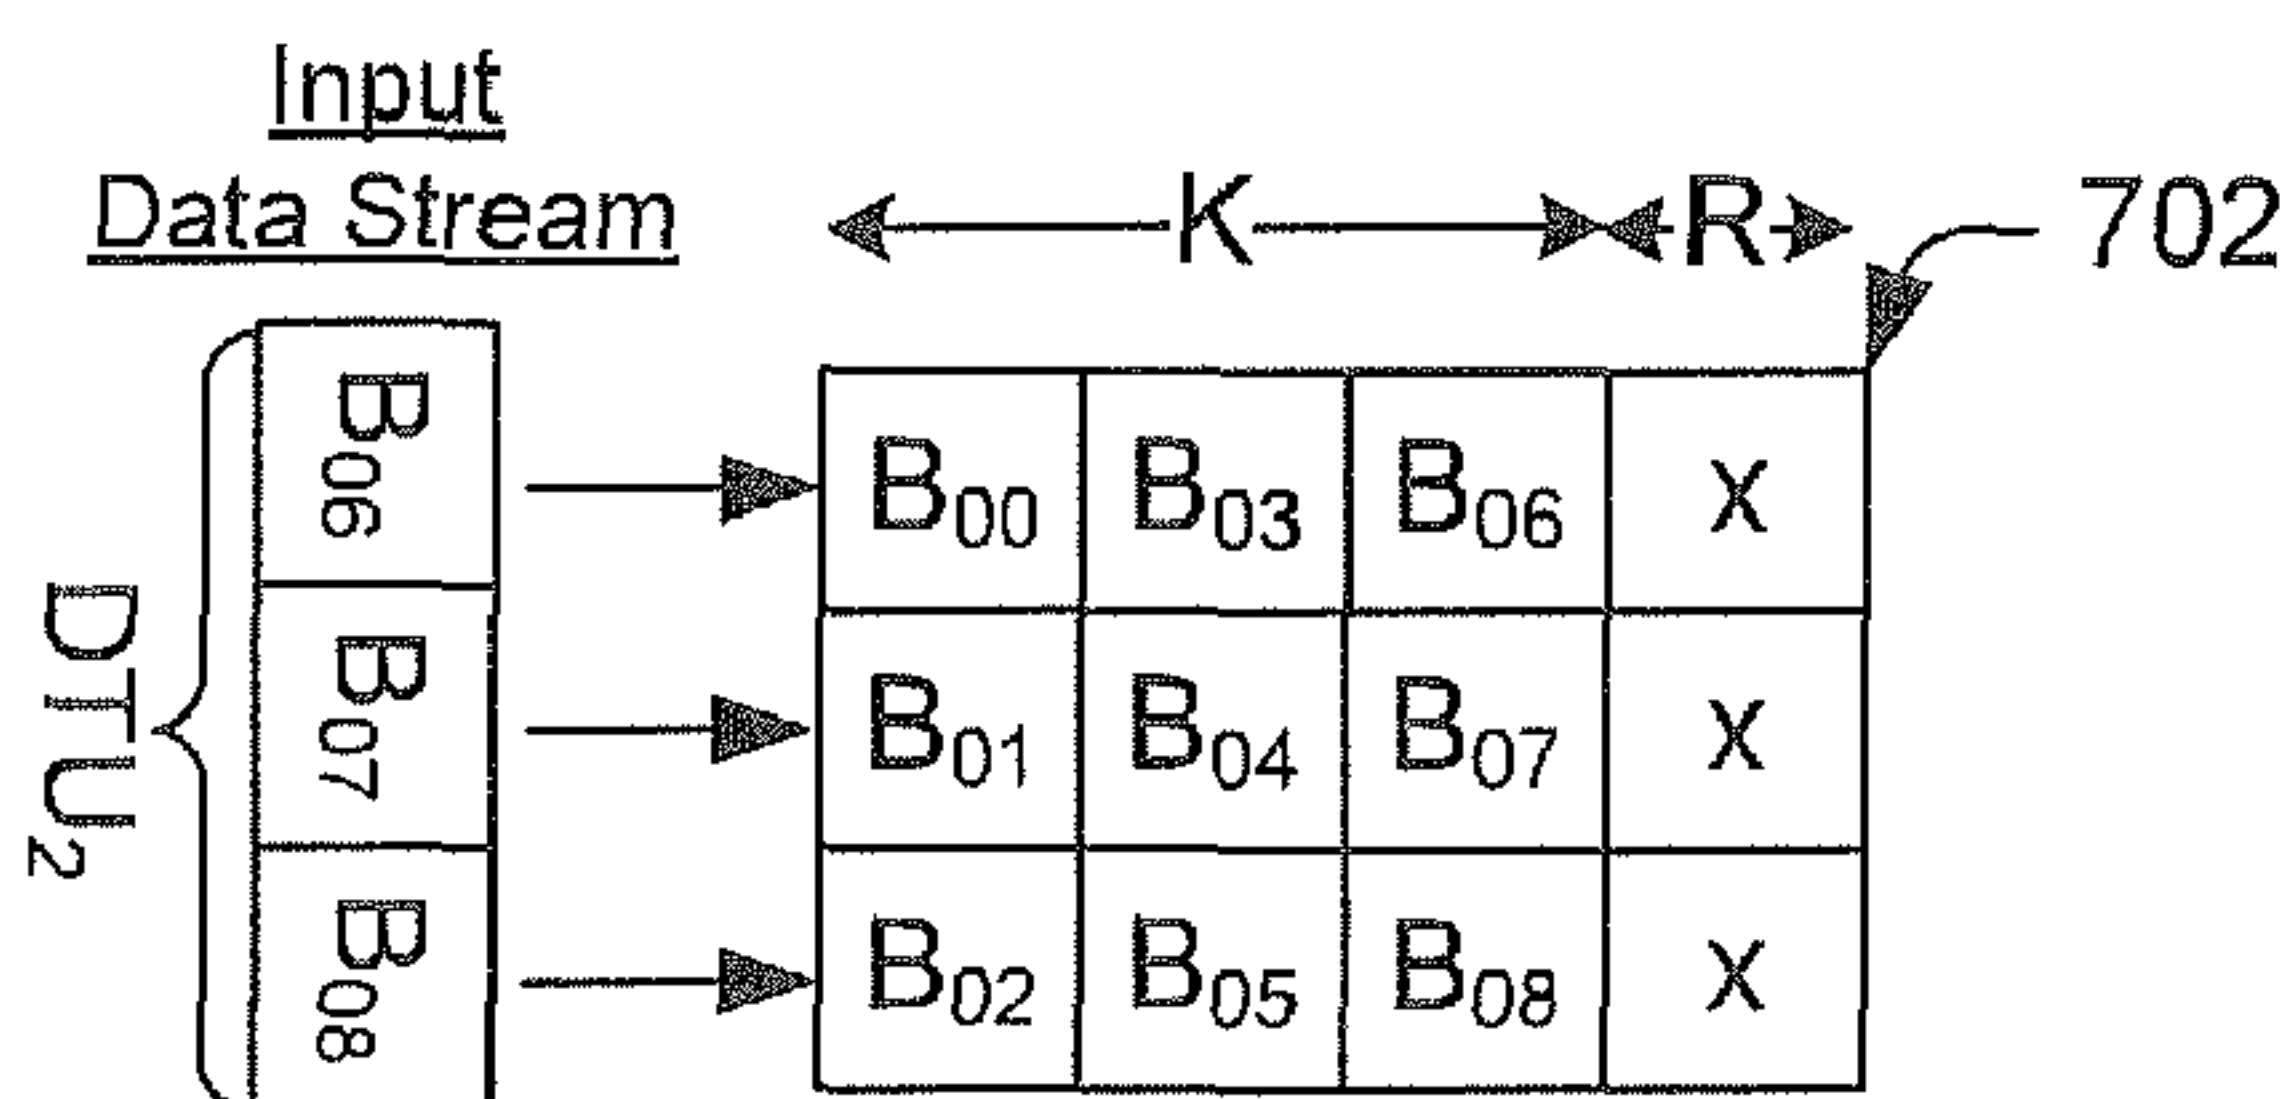 Input
Data Stream
K R 702
DTU2
B06
B07
B08
B00 B03 B06 X
B01 B04 B07 X
B02 B05 B08 X